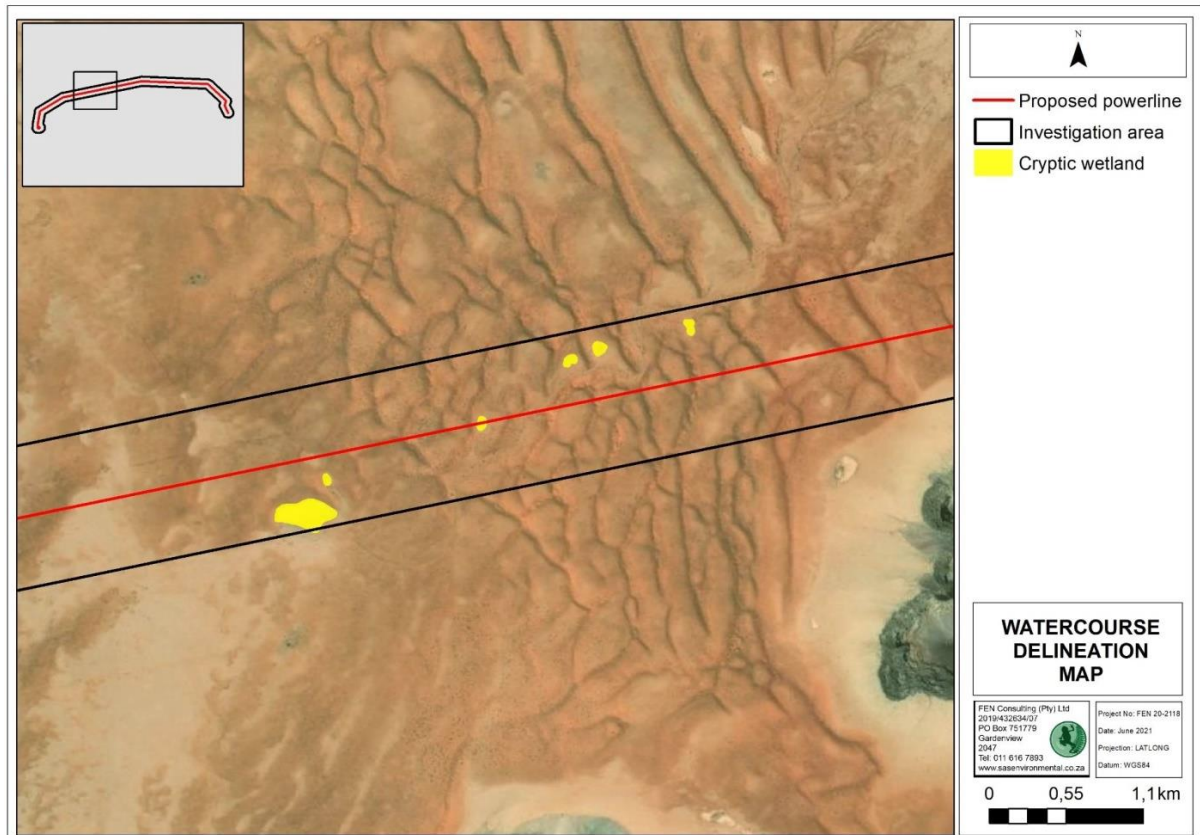 N
Proposed powerline
Investigation area
Cryptic wetland
WATERCOURSE
DELINEATION
MAP
FEN Consulting (Pty) Ltd
2019/432634/07
PO Box 751779
Gardenview
2047
Tel: 011 616 7893
www.sasenvironmental.co.za
Project No: FEN 20-2118
Date: June 2021
Projection: LATLONG
Datum: WGS84
0 0,55 1,1 km